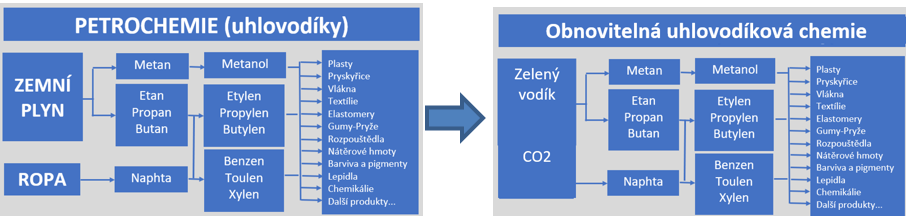 PETROCHEMIE (uhlovodíky)
ZEMNÍ
PLYN
ROPA
Metan
Etan
Propan
Butan
Naphta
Metanol
Etylen
Propylen
Butylen
Benzen
Toulen
Xylen
Plasty
Pryskyřice
Vlákna
Textílie
Elastomery
Gumy-Pryže
Rozpouštědla
Nátěrové hmoty
Barviva a pigmenty
Lepidla
Chemikálie
Další produkty...
Obnovitelná uhlovodíková chemie
Zelený
vodík
CO2
Metan
Etan
Propan
Butan
Naphta
Metanol
Etylen
Propylen
Butylen
Benzen
Toulen
Xylen
Plasty
Pryskyřice
Vlákna
Textílie
Elastomery
Gumy-Pryže
Rozpouštědla
Nátěrové hmoty
Barviva a pigmenty
Lepidla
Chemikálie
Další produkty...